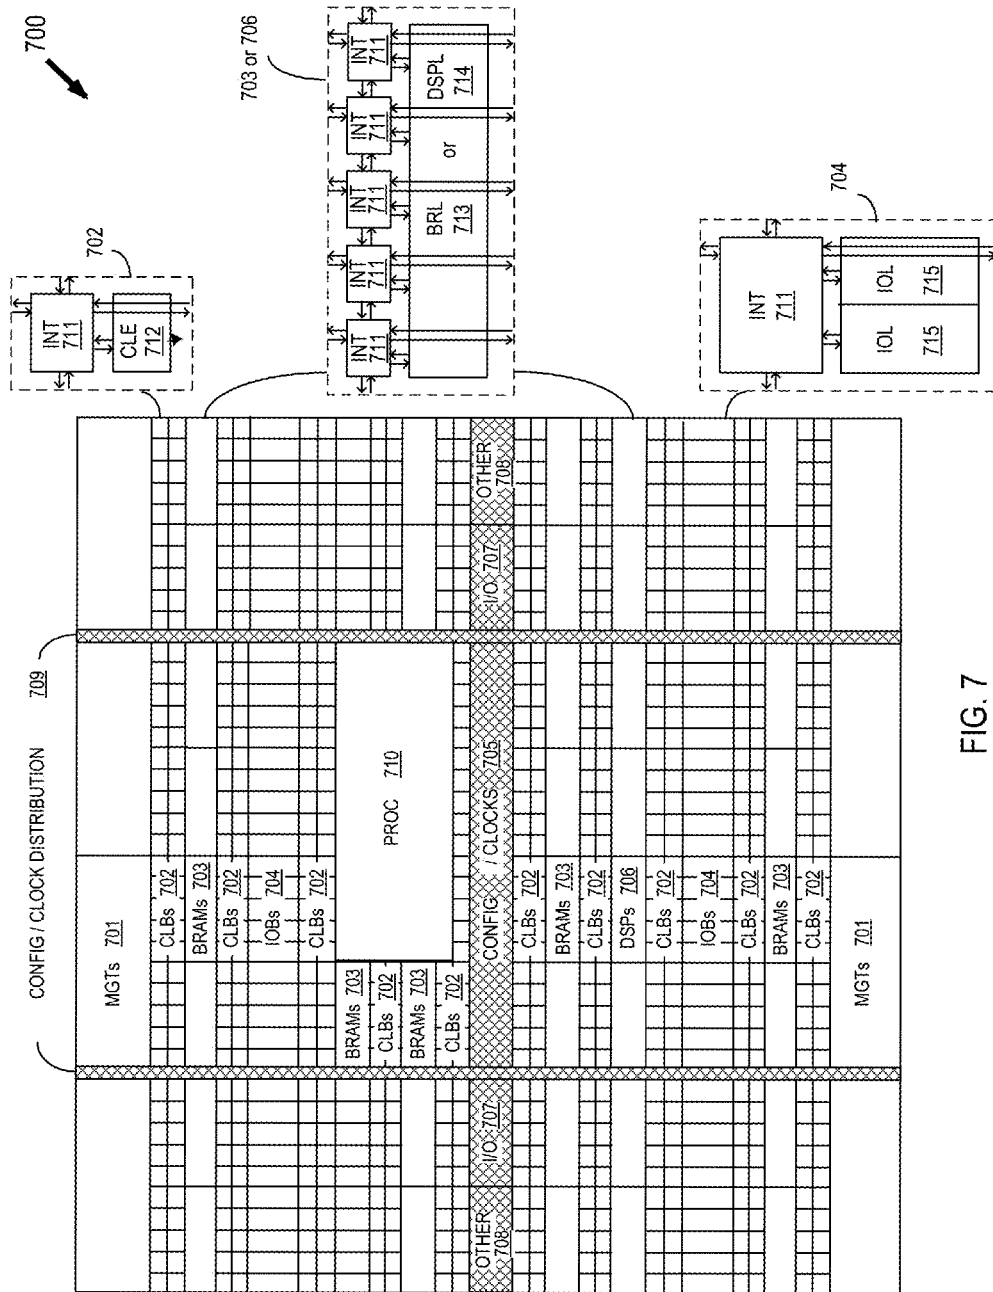 700
703 or 706
INT 711
INT 711
INT 711
INT 711
INT 711
BRL 713
or
DSPL 714
702
INT 711
CLE 712
704
INT 711
IOL 715
IOL 715
CONFIG / CLOCK DISTRIBUTION 709
MGTs 701
CLBs 702
BRAMs 703
CLBs 702
IOBs 704
CLBs 702
BRAMs 703
CLBs 702
BRAMs 703
CLBs 702
PROC 710
OTHER 708
I/O 707
CONFIG / CLOCKS 705
I/O 707
OTHER 708
CLBs 702
BRAMs 703
CLBs 702
DSPs 706
CLBs 702
IOBs 704
CLBs 702
BRAMs 703
CLBs 702
MGTs 701
FIG. 7